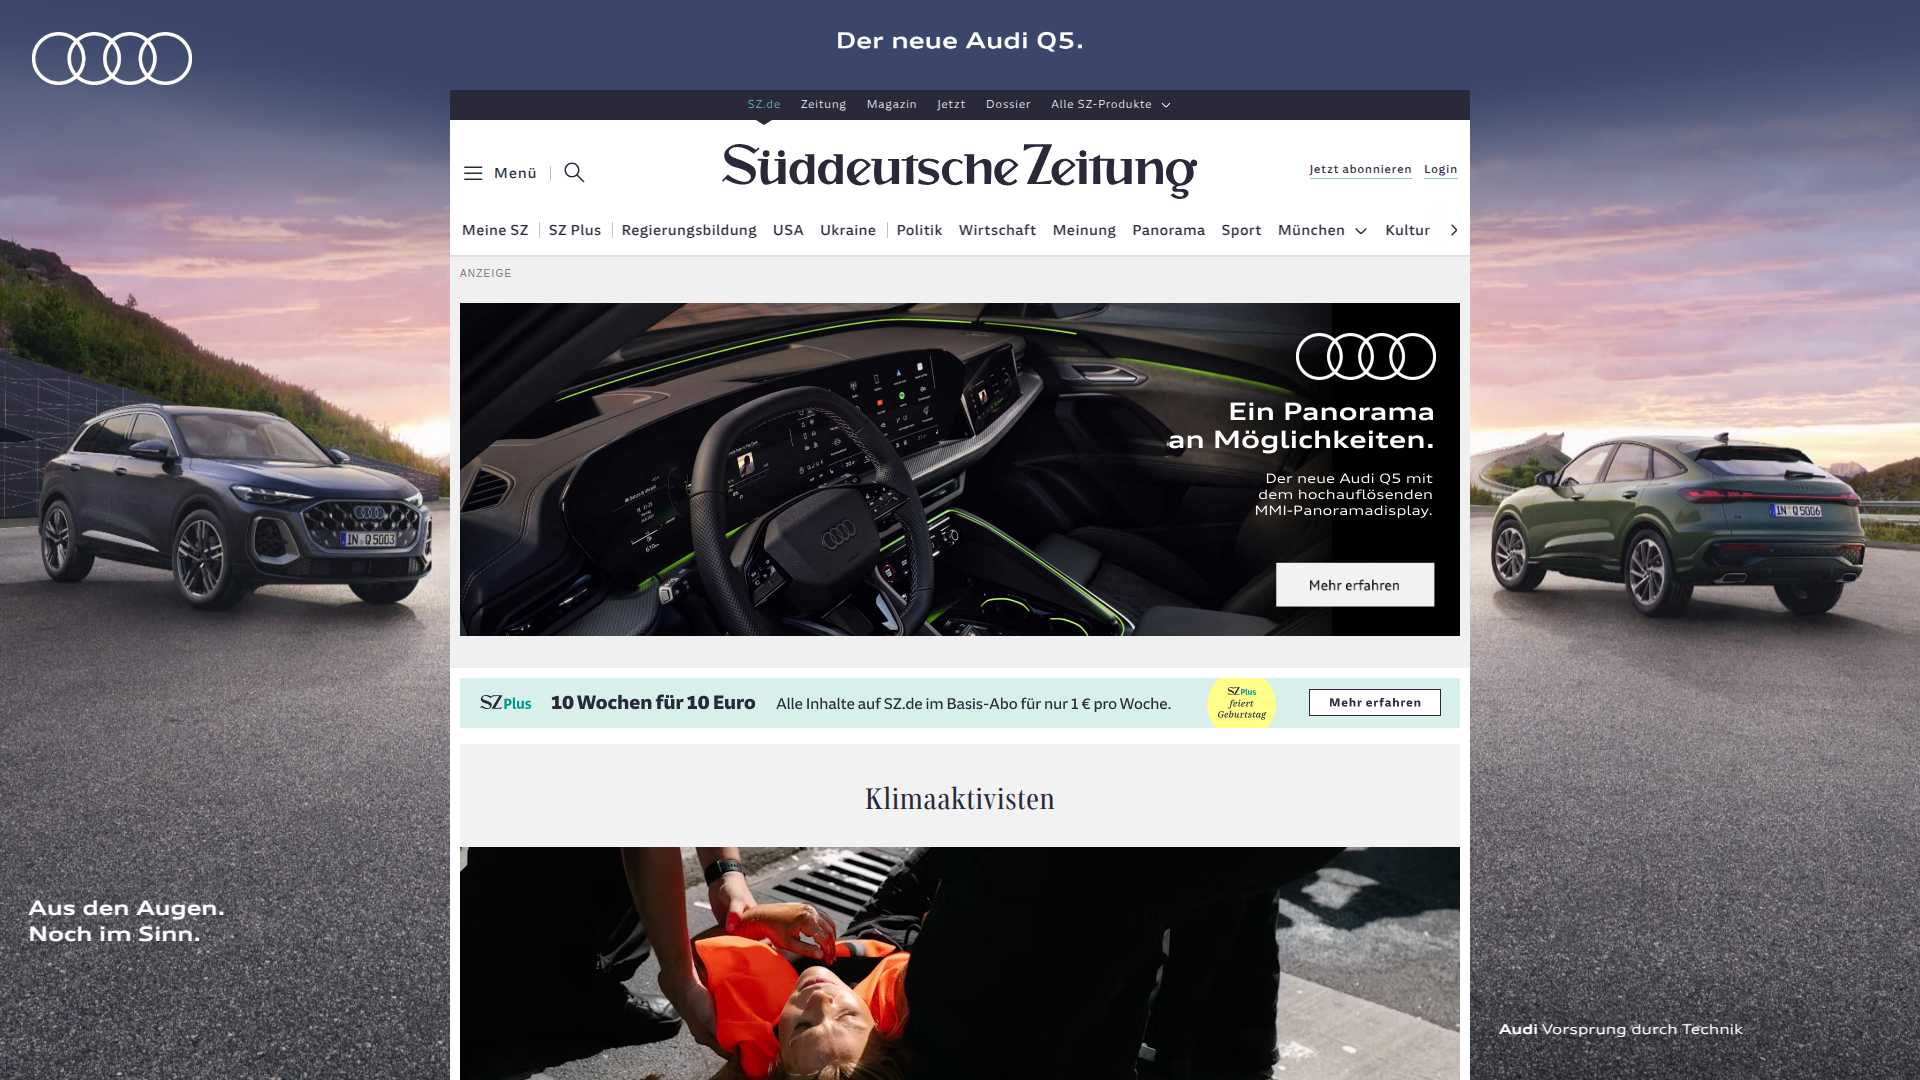 Der neue Audi Q5.
SZ.de Zeitung Magazin Jetzt Dossier Alle SZ-Produkte
Menü
Süddeutsche Zeitung
Jetzt abonnieren Login
Meine SZ SZ Plus Regierungsbildung USA Ukraine Politik Wirtschaft Meinung Panorama Sport München Kultur
ANZEIGE
Ein Panorama
an Möglichkeiten.
Der neue Audi Q5 mit
dem hochauflösenden
MMI-Panoramadisplay.
Mehr erfahren
IN Q 5003
IN Q 5006
SZ Plus 10 Wochen für 10 Euro Alle Inhalte auf SZ.de im Basis-Abo für nur 1 € pro Woche.
SZ Plus
feiert
Geburtstag
Mehr erfahren
Klimaaktivisten
Aus den Augen.
Noch im Sinn.
Audi Vorsprung durch Technik